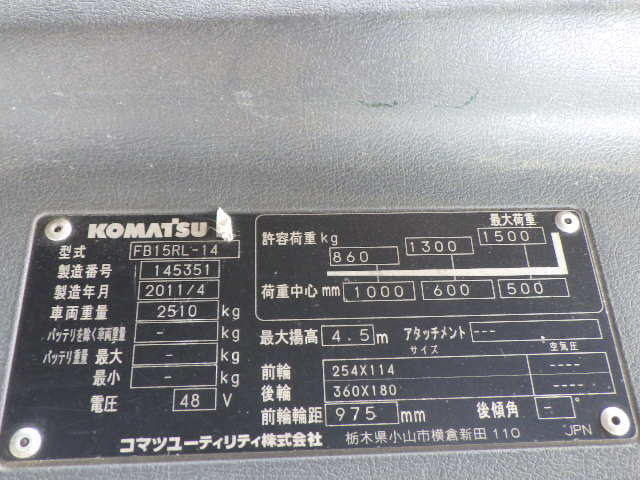 KOMATSU
型式 FB15RL-14
製造番号 145351
製造年月 2011/4
車両重量 2510 kg
バッテリを除く車両重量 - kg
バッテリ重量 最大 - kg
最小 - kg
電圧 48 V
最大荷重
許容荷重 kg 860 1300 1500
荷重中心 mm 1000 600 500
最大揚高 4.5 m アタッチメント ---
サイズ 空気圧
前輪 254X114 ----
後輪 360X180 ----
前輪輪距 975 mm 後傾角 - °
コマツユーティリティ株式会社 栃木県小山市横倉新田 110 JPN